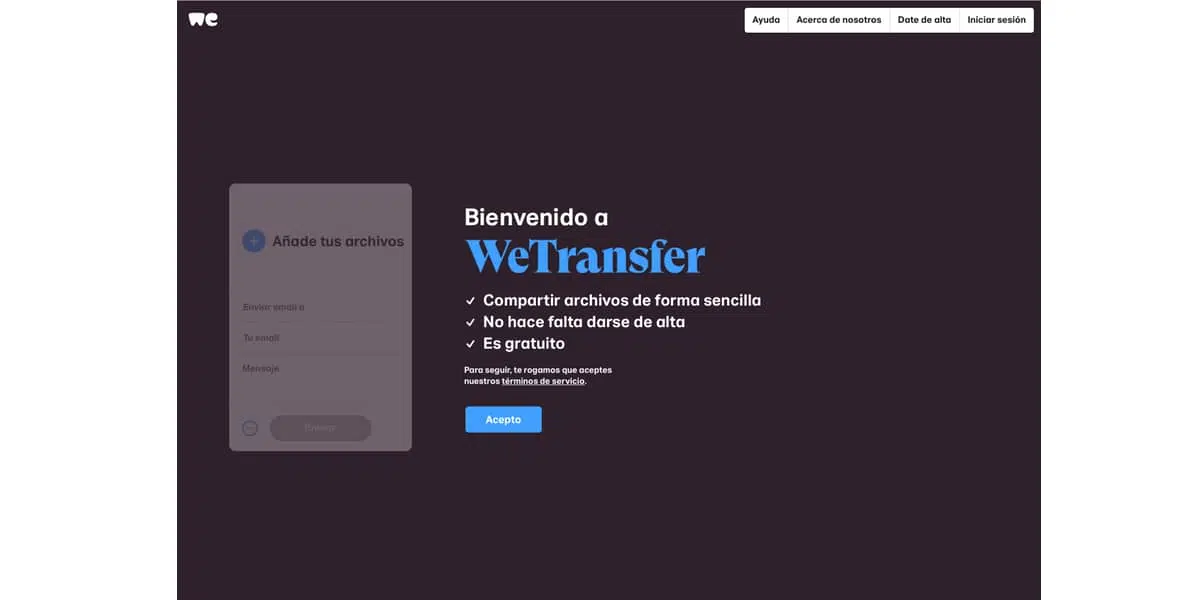 we
Ayuda
Acerca de nosotros
Date de alta
Iniciar sesión
Añade tus archivos
Enviar email a
Tu email
Mensaje
Enviar
Bienvenido a
WeTransfer
Compartir archivos de forma sencilla
No hace falta darse de alta
Es gratuito
Para seguir, te rogamos que aceptes
nuestros términos de servicio.
Acepto